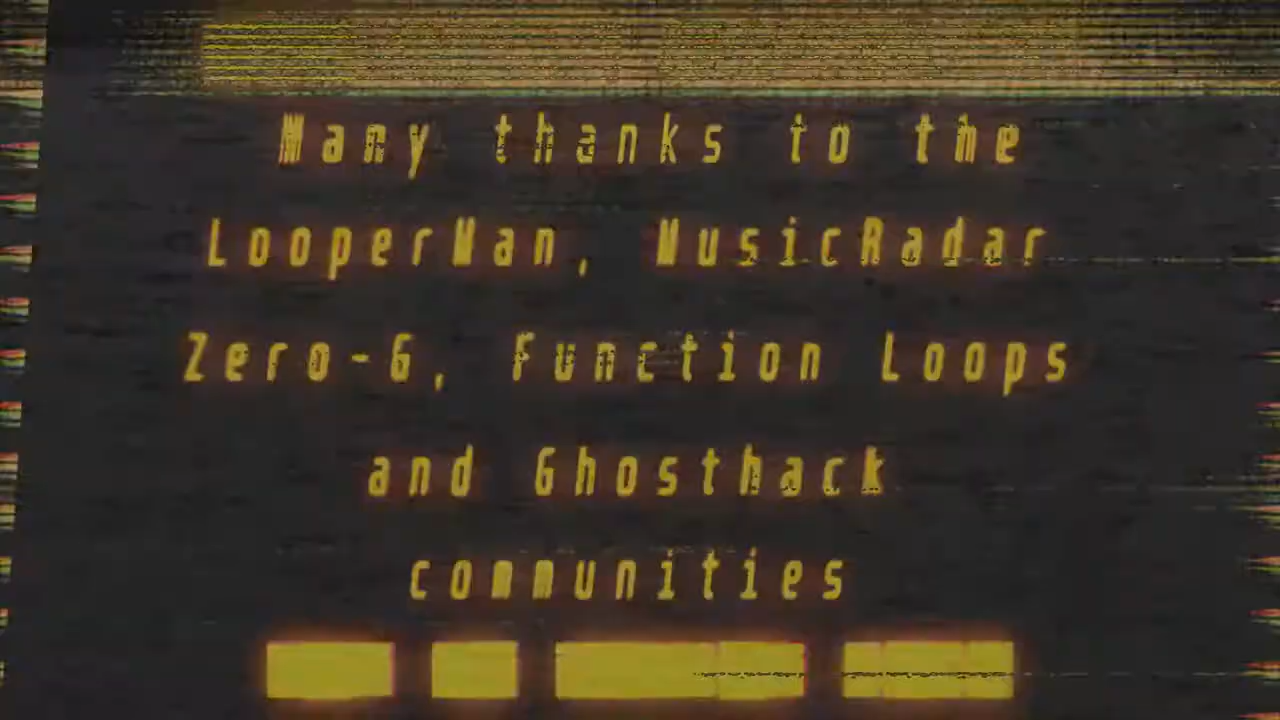 Many thanks to the
LooperMan, MusicRadar
Zero-G, Function Loops
and Ghosthack
communities